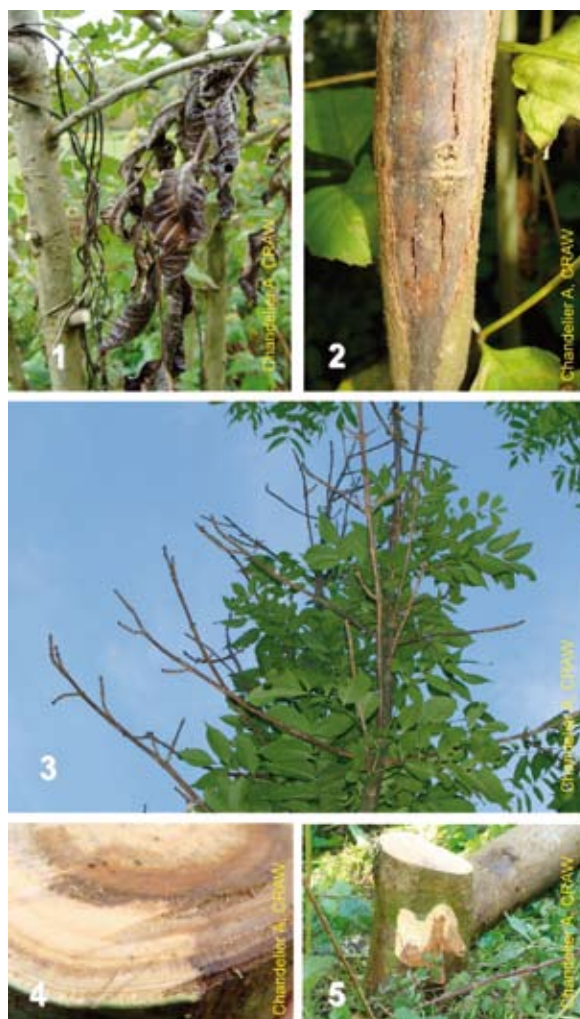 1
Chandelier A, CRAW
2
Chandelier A. CRAW
3
Chandelier A, CRAW
4
Chandelier A, CRAW
5
Chandelier A. CRAW